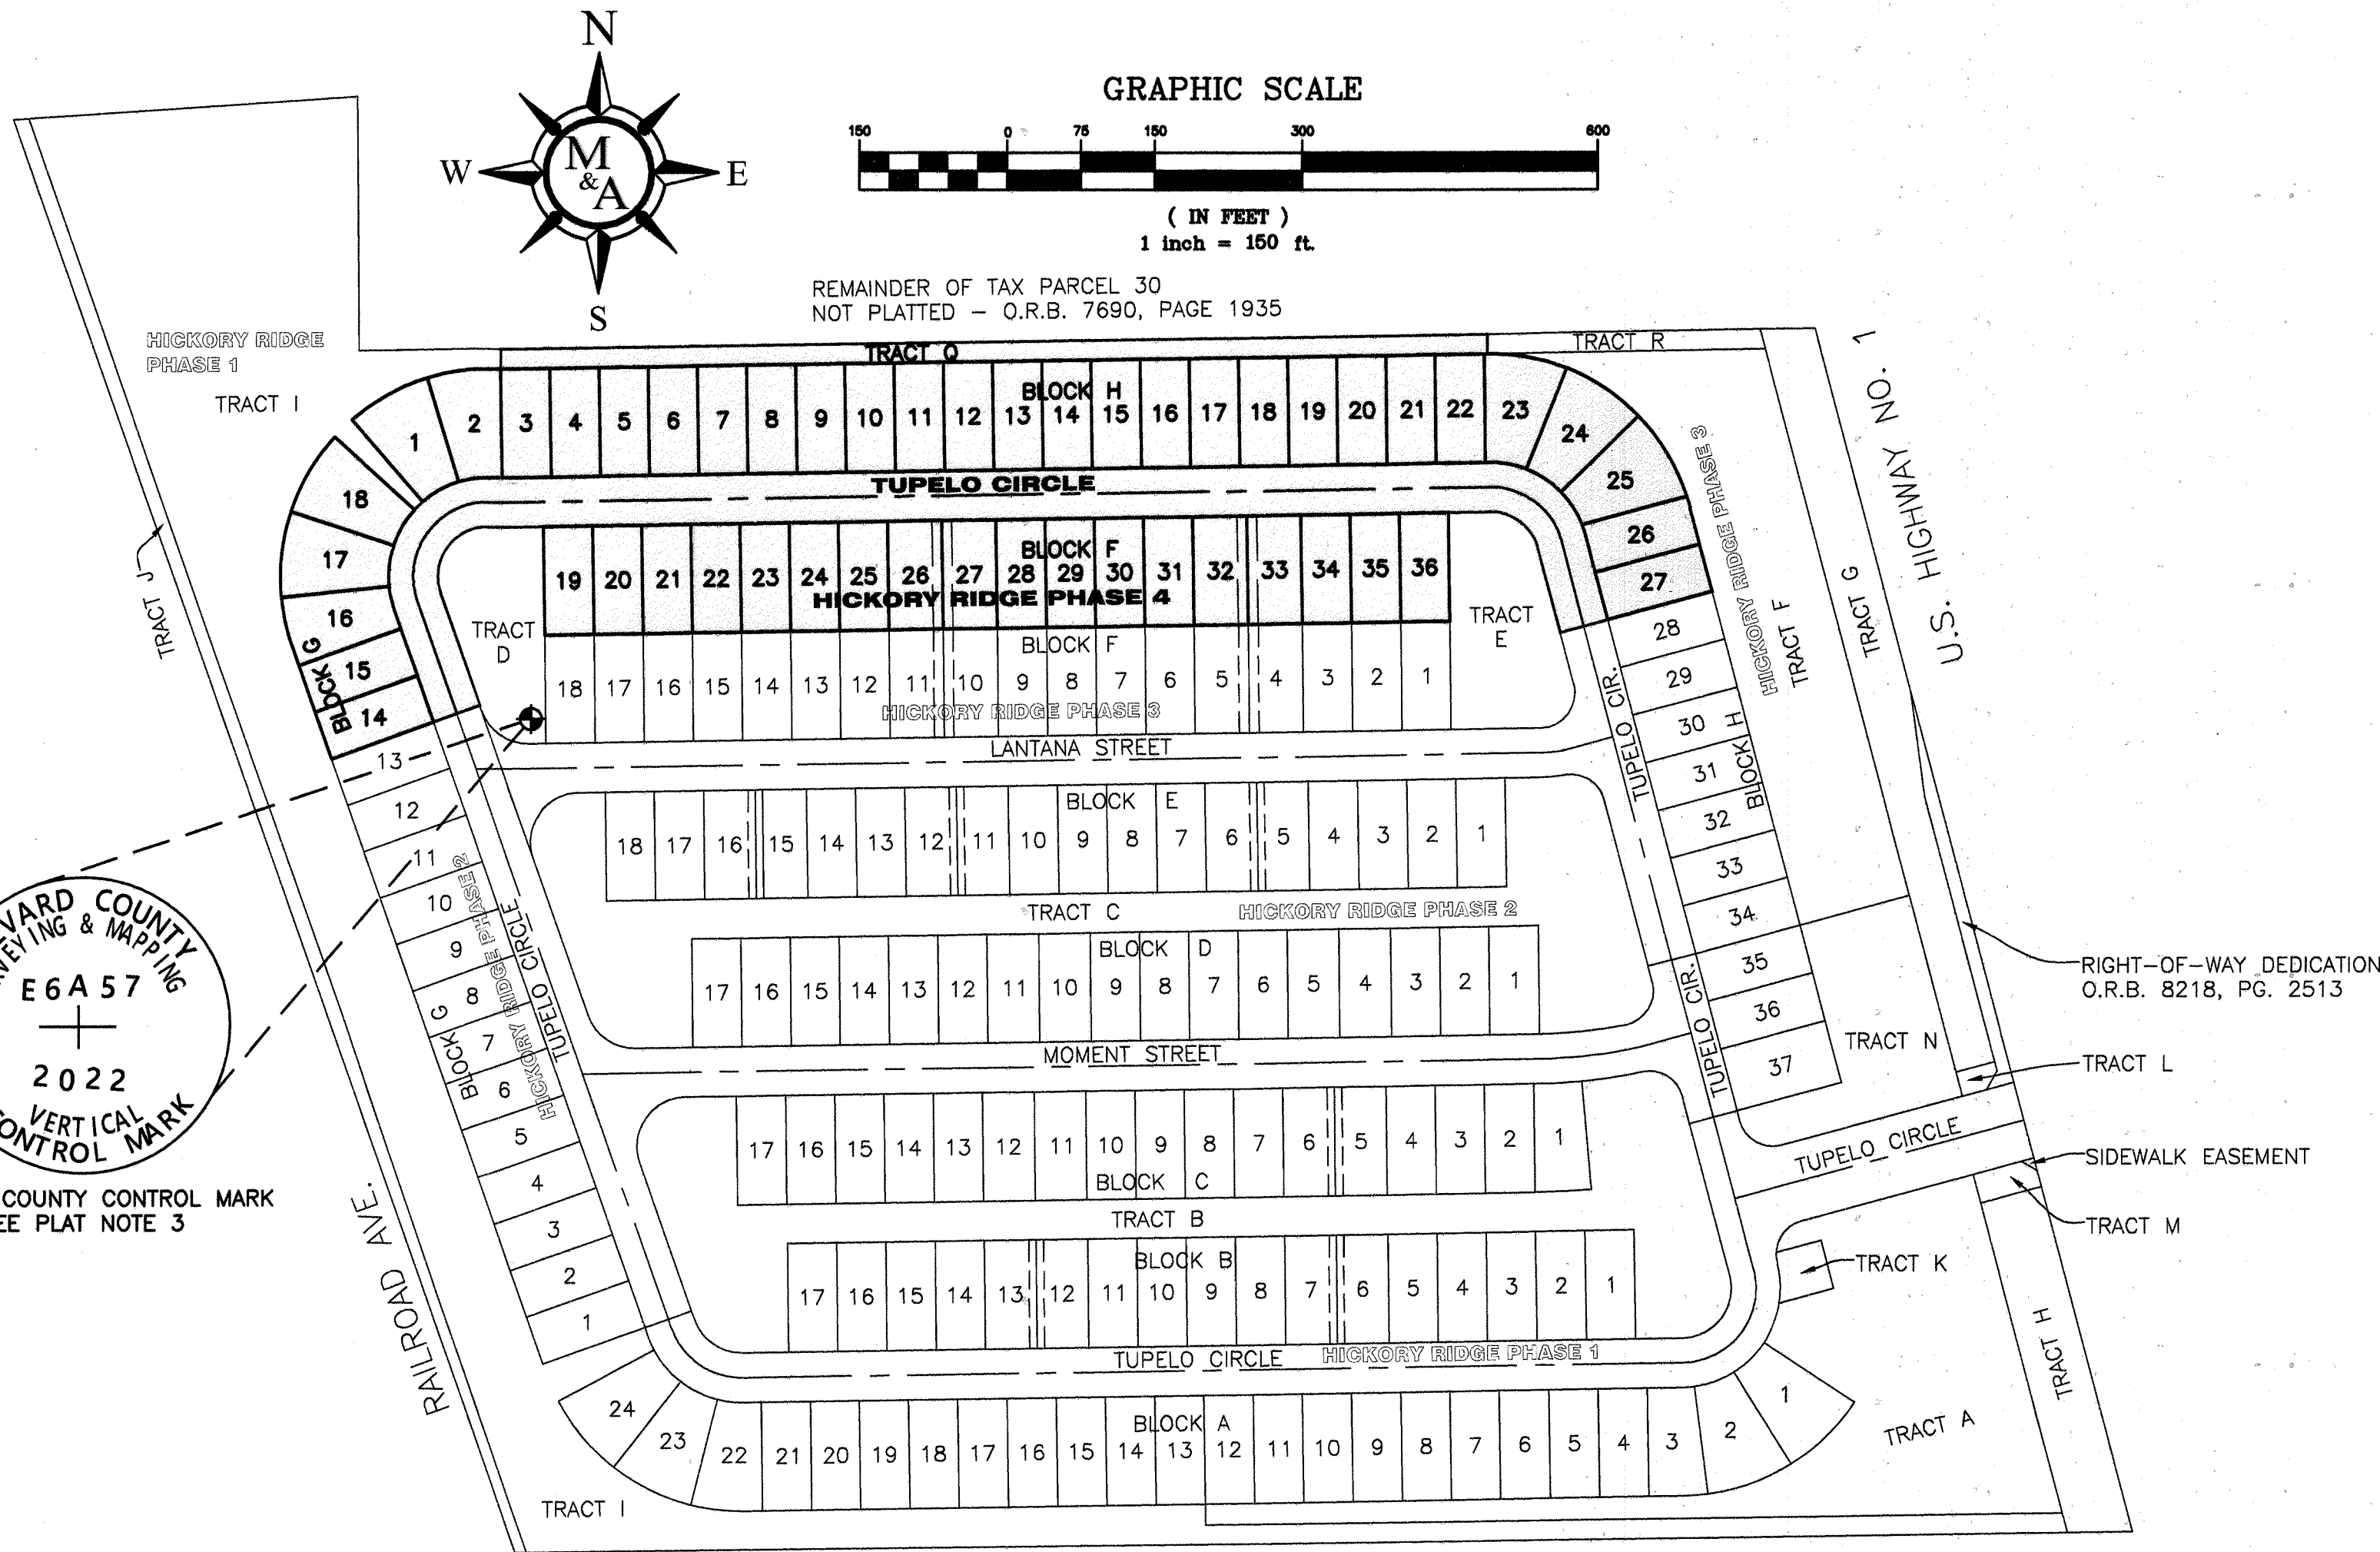 N
W
E
S
M
&
A
GRAPHIC SCALE
150 0 75 150 300 600
( IN FEET )
1 inch = 150 ft.
REMAINDER OF TAX PARCEL 30
NOT PLATTED – O.R.B. 7690, PAGE 1935
HICKORY RIDGE
PHASE 1
TRACT I
TRACT J
TRACT Q
TRACT R
BLOCK H
1 2 3 4 5 6 7 8 9 10 11 12 13 14 15 16 17 18 19 20 21 22 23 24 25 26 27
TUPELO CIRCLE
18
17
16
15
14
BLOCK G
BLOCK F
19 20 21 22 23 24 25 26 27 28 29 30 31 32 33 34 35 36
HICKORY RIDGE PHASE 4
TRACT
D
TRACT
E
BLOCK F
18 17 16 15 14 13 12 11 10 9 8 7 6 5 4 3 2 1
HICKORY RIDGE PHASE 3
LANTANA STREET
HICKORY RIDGE PHASE 3
TRACT F
TRACT G
U.S. HIGHWAY NO. 1
28
29
30
31
32
33
34
BLOCK H
TUPELO CIR.
BLOCK E
18 17 16 15 14 13 12 11 10 9 8 7 6 5 4 3 2 1
TRACT C
HICKORY RIDGE PHASE 2
BLOCK D
17 16 15 14 13 12 11 10 9 8 7 6 5 4 3 2 1
MOMENT STREET
35
36
37
TUPELO CIR.
TRACT N
RIGHT–OF–WAY DEDICATION
O.R.B. 8218, PG. 2513
TRACT L
TUPELO CIRCLE
SIDEWALK EASEMENT
TRACT M
TRACT K
TRACT H
13
12
11
10
9
8
7
6
5
4
3
2
1
BLOCK G
HICKORY RIDGE PHASE 2
TUPELO CIRCLE
VARD COUNTY
VEYING & MAPPING
E6A57
2022
VERTICAL
ONTROL MARK
COUNTY CONTROL MARK
EE PLAT NOTE 3
RAILROAD AVE.
17 16 15 14 13 12 11 10 9 8 7 6 5 4 3 2 1
BLOCK C
TRACT B
BLOCK B
17 16 15 14 13 12 11 10 9 8 7 6 5 4 3 2 1
TUPELO CIRCLE
HICKORY RIDGE PHASE 1
BLOCK A
24 23 22 21 20 19 18 17 16 15 14 13 12 11 10 9 8 7 6 5 4 3 2 1
TRACT A
TRACT I